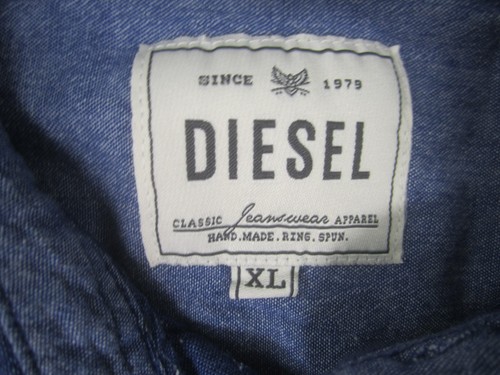 SINCE 1979
DIESEL
CLASSIC Jeanswear APPAREL
HAND.MADE.RING.SPUN.
XL